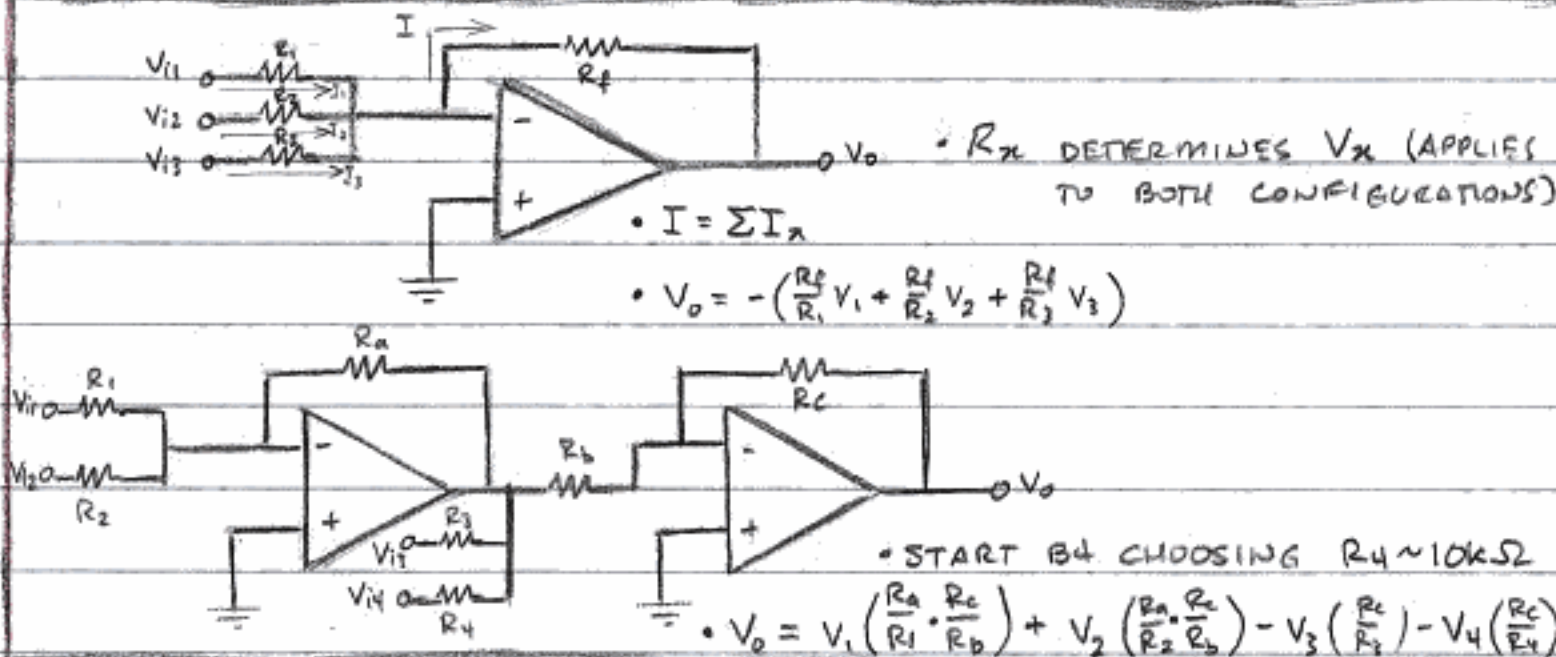 I
R1
Vi1
Rf
I1
R2
Vi2
-
I2
R3
Vi3
I3
+
Vo
• Rx DETERMINES Vx (APPLIES
TO BOTH CONFIGURATIONS)
• I = ΣIx
• Vo = -(Rf/R1 V1 + Rf/R2 V2 + Rf/R3 V3)
Ra
R1
Vi1
Rc
-
Rb
-
Vi2
R2
Vo
+
R3
+
Vi3
• START BY CHOOSING R4 ~ 10kΩ
Vi4
R4
• Vo = V1 (Ra/R1 · Rc/Rb) + V2 (Ra/R2 · Rc/Rb) - V3 (Rc/R3) - V4 (Rc/R4)